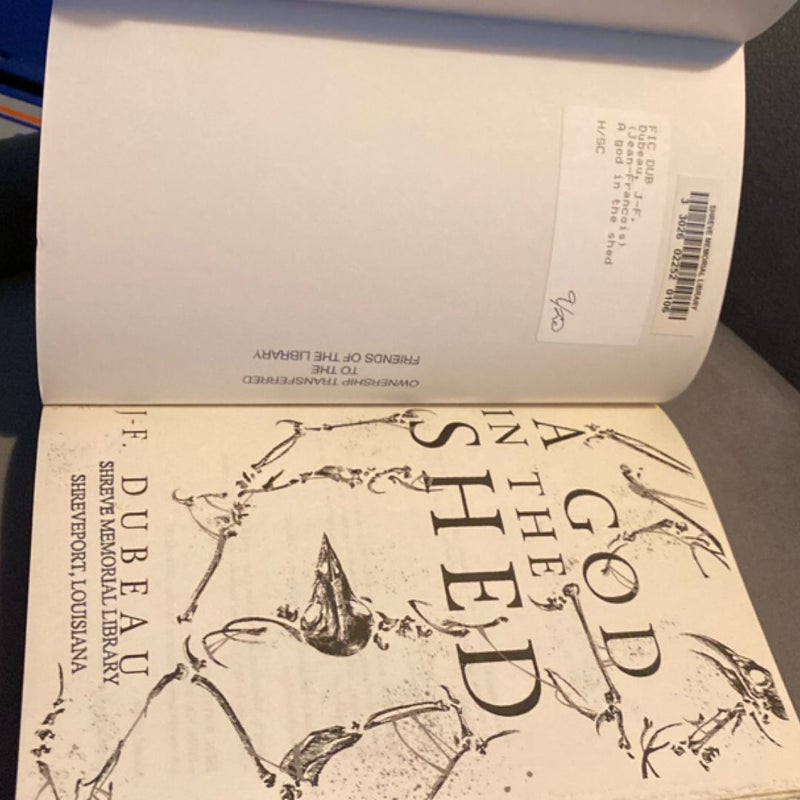 SHREVE MEMORIAL LIBRARY
3 3026 02252 0106
FIC DUB
Dubeau, J-F.
(Jean-Francois)
A god in the shed
H/SC
9/20
OWNERSHIP TRANSFERRED
TO THE
FRIENDS OF THE LIBRARY
A GOD
IN THE
SHED
J-F. DUBEAU
SHREVE MEMORIAL LIBRARY
SHREVEPORT, LOUISIANA